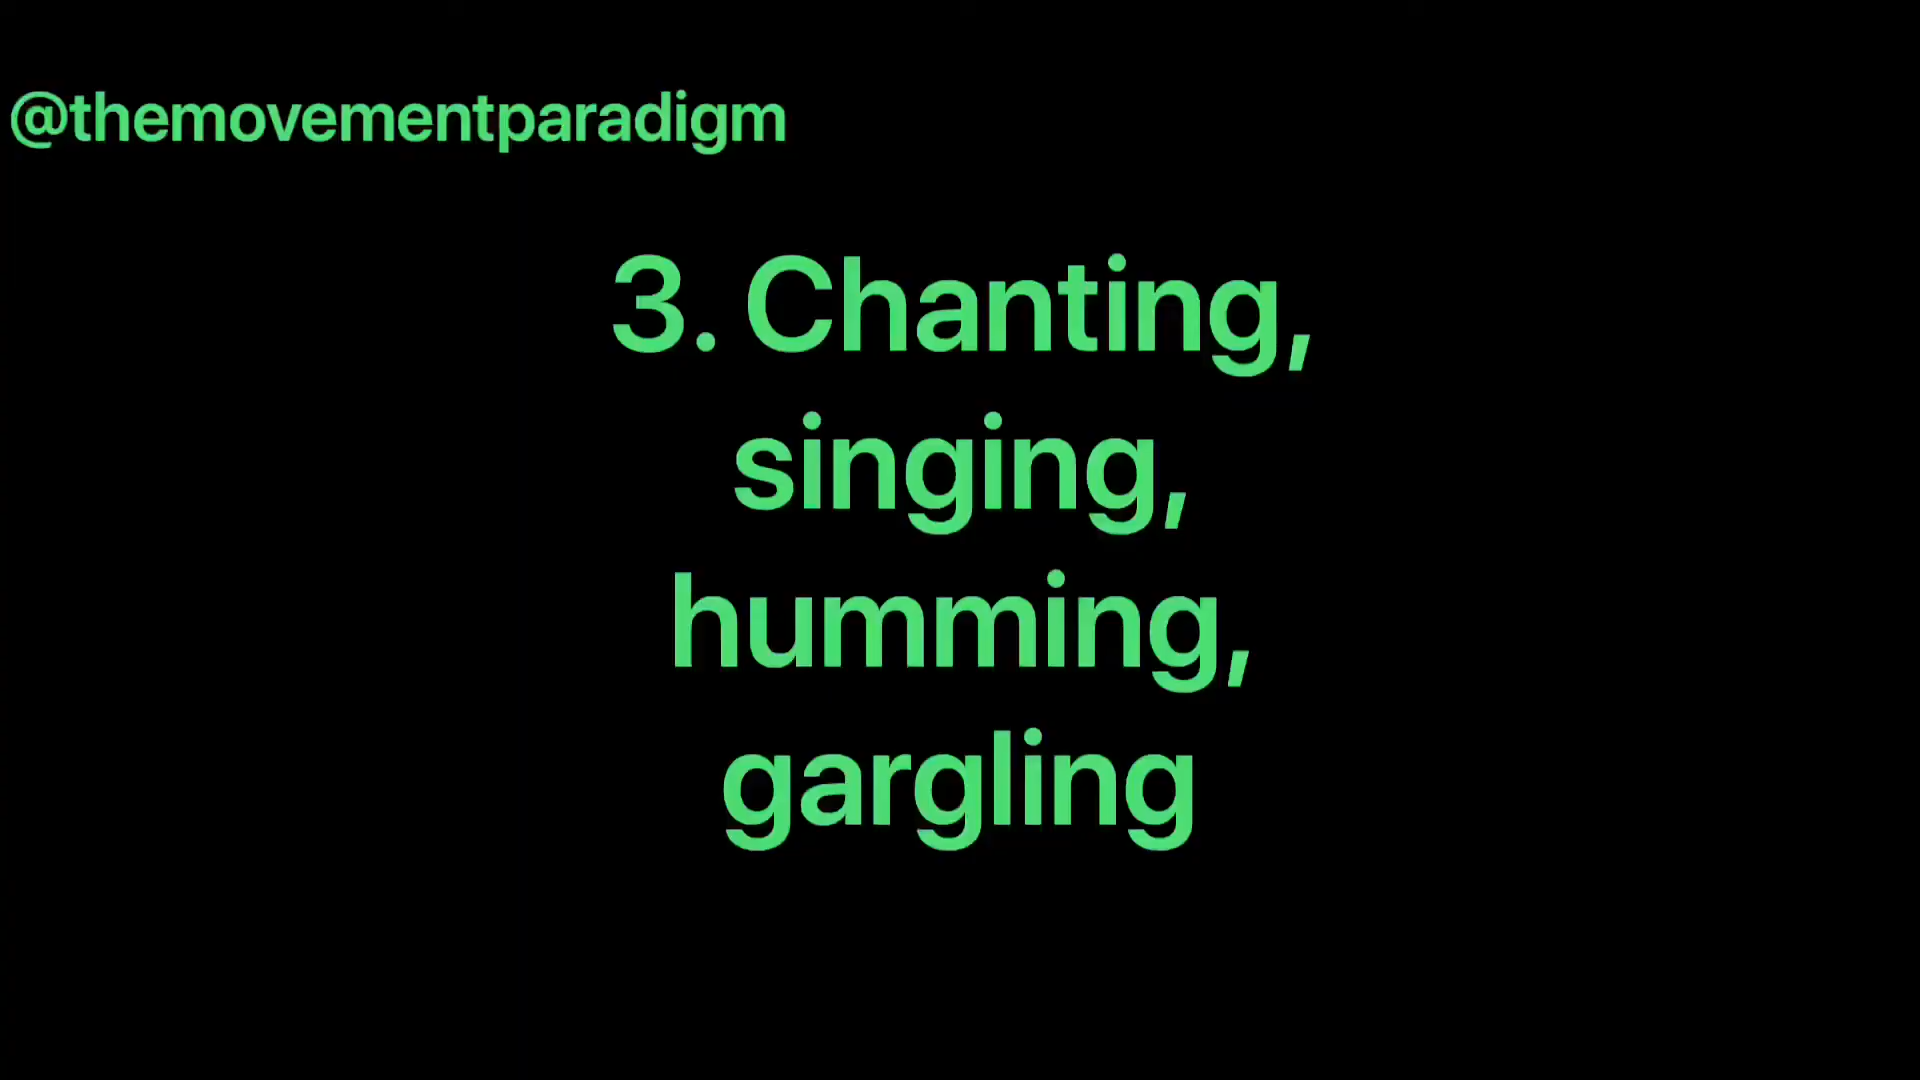 @themovementparadigm
3. Chanting,
singing,
humming,
gargling